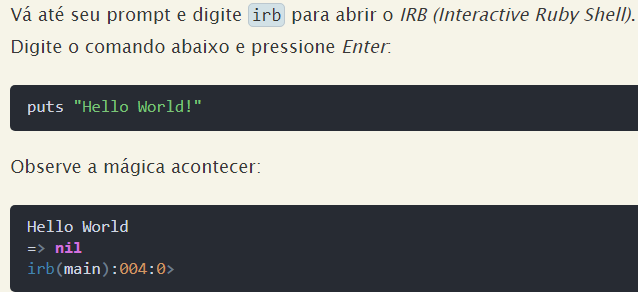 Vá até seu prompt e digite irb para abrir o IRB (Interactive Ruby Shell).
Digite o comando abaixo e pressione Enter:
puts "Hello World!"
Observe a mágica acontecer:
Hello World
=> nil
irb(main):004:0>